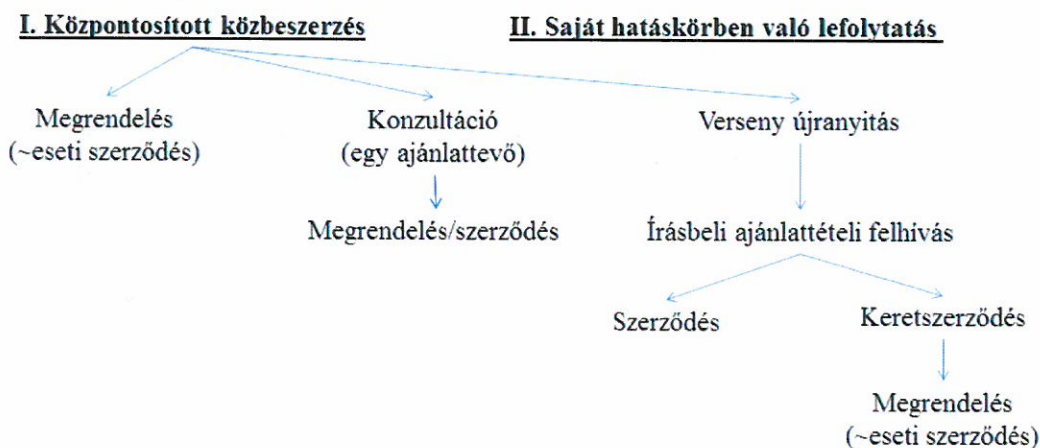 I. Központosított közbeszerzés
II. Saját hatáskörben való lefolytatás
Megrendelés
(~eseti szerződés)
Konzultáció
(egy ajánlattevő)
Verseny újranyitás
Megrendelés/szerződés
Írásbeli ajánlattételi felhívás
Szerződés
Keretszerződés
Megrendelés
(~eseti szerződés)